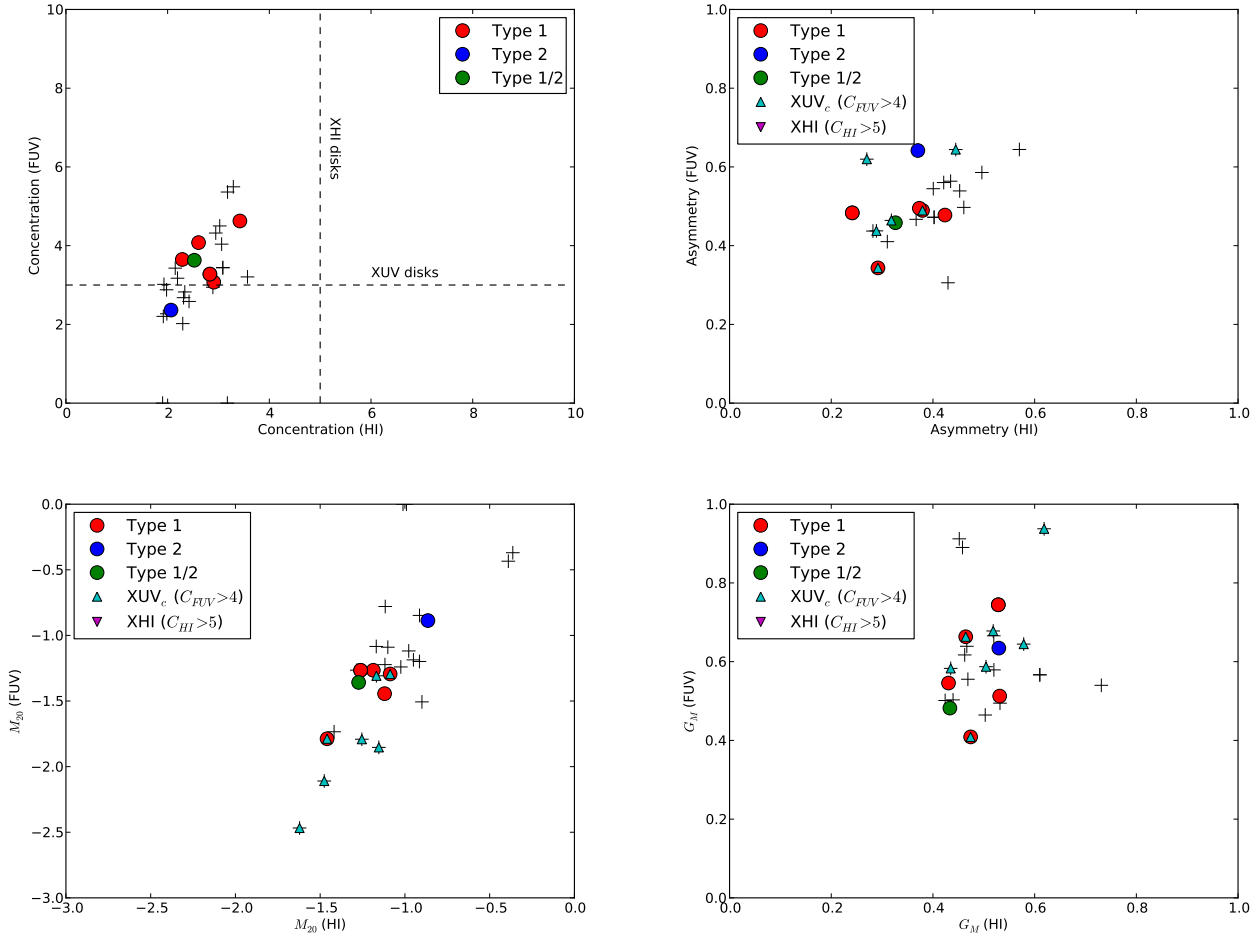 10
8
6
4
2
0
Concentration (FUV)
Type 1
Type 2
Type 1/2
XHI disks
XUV disks
0 2 4 6 8 10
Concentration (HI)
1.0
0.8
0.6
0.4
0.2
0.0
Asymmetry (FUV)
Type 1
Type 2
Type 1/2
XUV_c (C_FUV>4)
XHI (C_HI>5)
0.0 0.2 0.4 0.6 0.8 1.0
Asymmetry (HI)
0.0
−0.5
−1.0
−1.5
−2.0
−2.5
−3.0
M_20 (FUV)
Type 1
Type 2
Type 1/2
XUV_c (C_FUV>4)
XHI (C_HI>5)
−3.0 −2.5 −2.0 −1.5 −1.0 −0.5 0.0
M_20 (HI)
1.0
0.8
0.6
0.4
0.2
0.0
G_M (FUV)
Type 1
Type 2
Type 1/2
XUV_c (C_FUV>4)
XHI (C_HI>5)
0.0 0.2 0.4 0.6 0.8 1.0
G_M (HI)